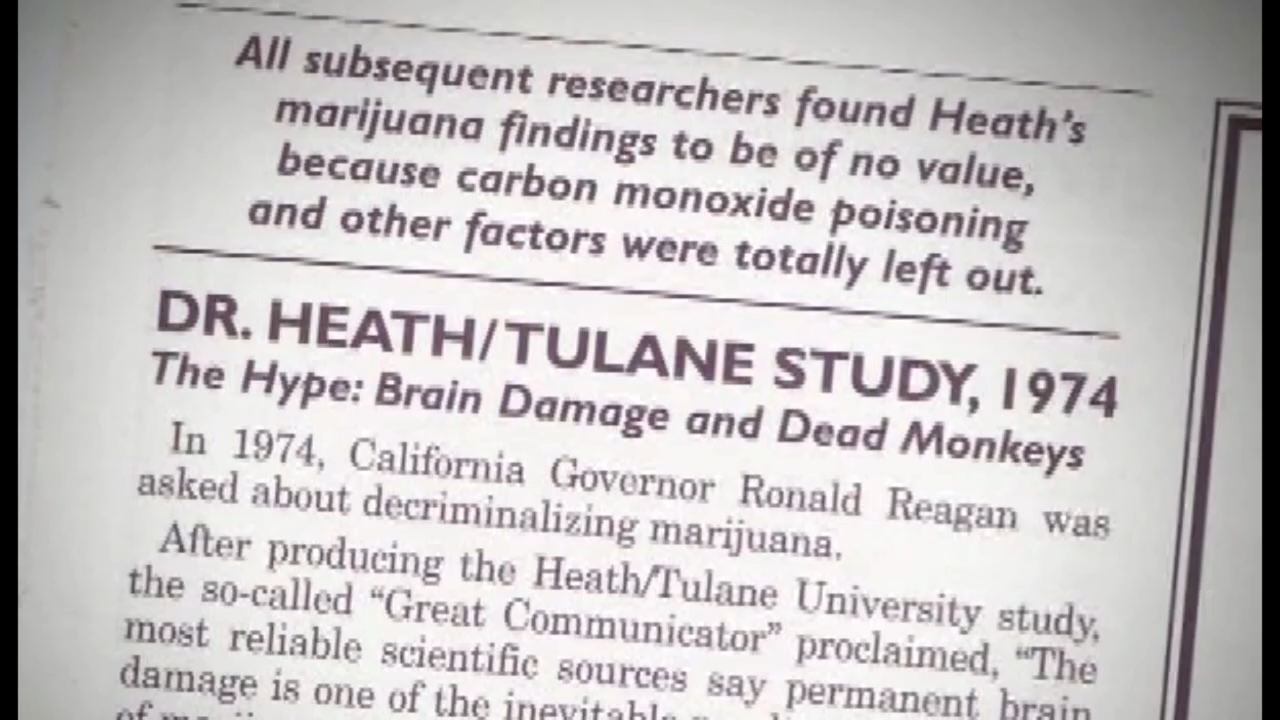 All subsequent researchers found Heath's
marijuana findings to be of no value,
because carbon monoxide poisoning
and other factors were totally left out.
DR. HEATH/TULANE STUDY, 1974
The Hype: Brain Damage and Dead Monkeys
In 1974, California Governor Ronald Reagan was
asked about decriminalizing marijuana.
After producing the Heath/Tulane University study,
the so-called "Great Communicator" proclaimed, "The
most reliable scientific sources say permanent brain
damage is one of the inevitable
of